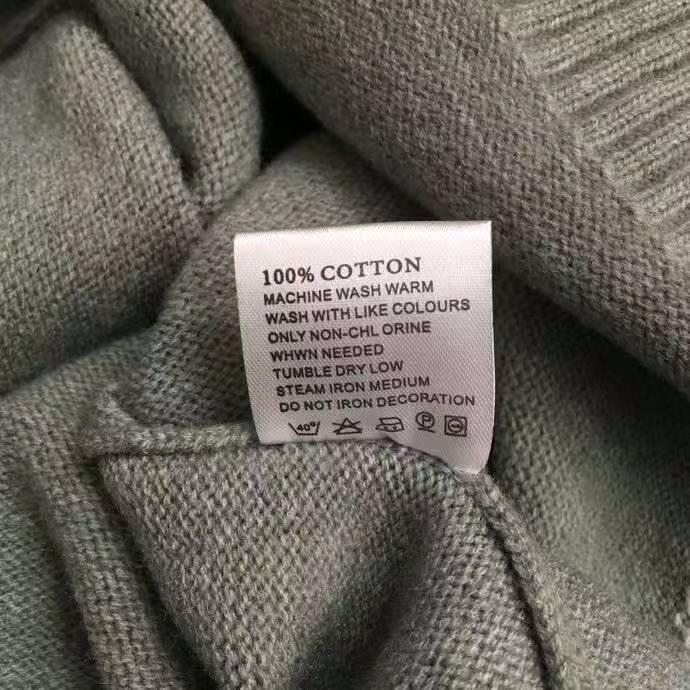 100% COTTON
MACHINE WASH WARM
WASH WITH LIKE COLOURS
ONLY NON-CHL ORINE
WHWN NEEDED
TUMBLE DRY LOW
STEAM IRON MEDIUM
DO NOT IRON DECORATION
40° P